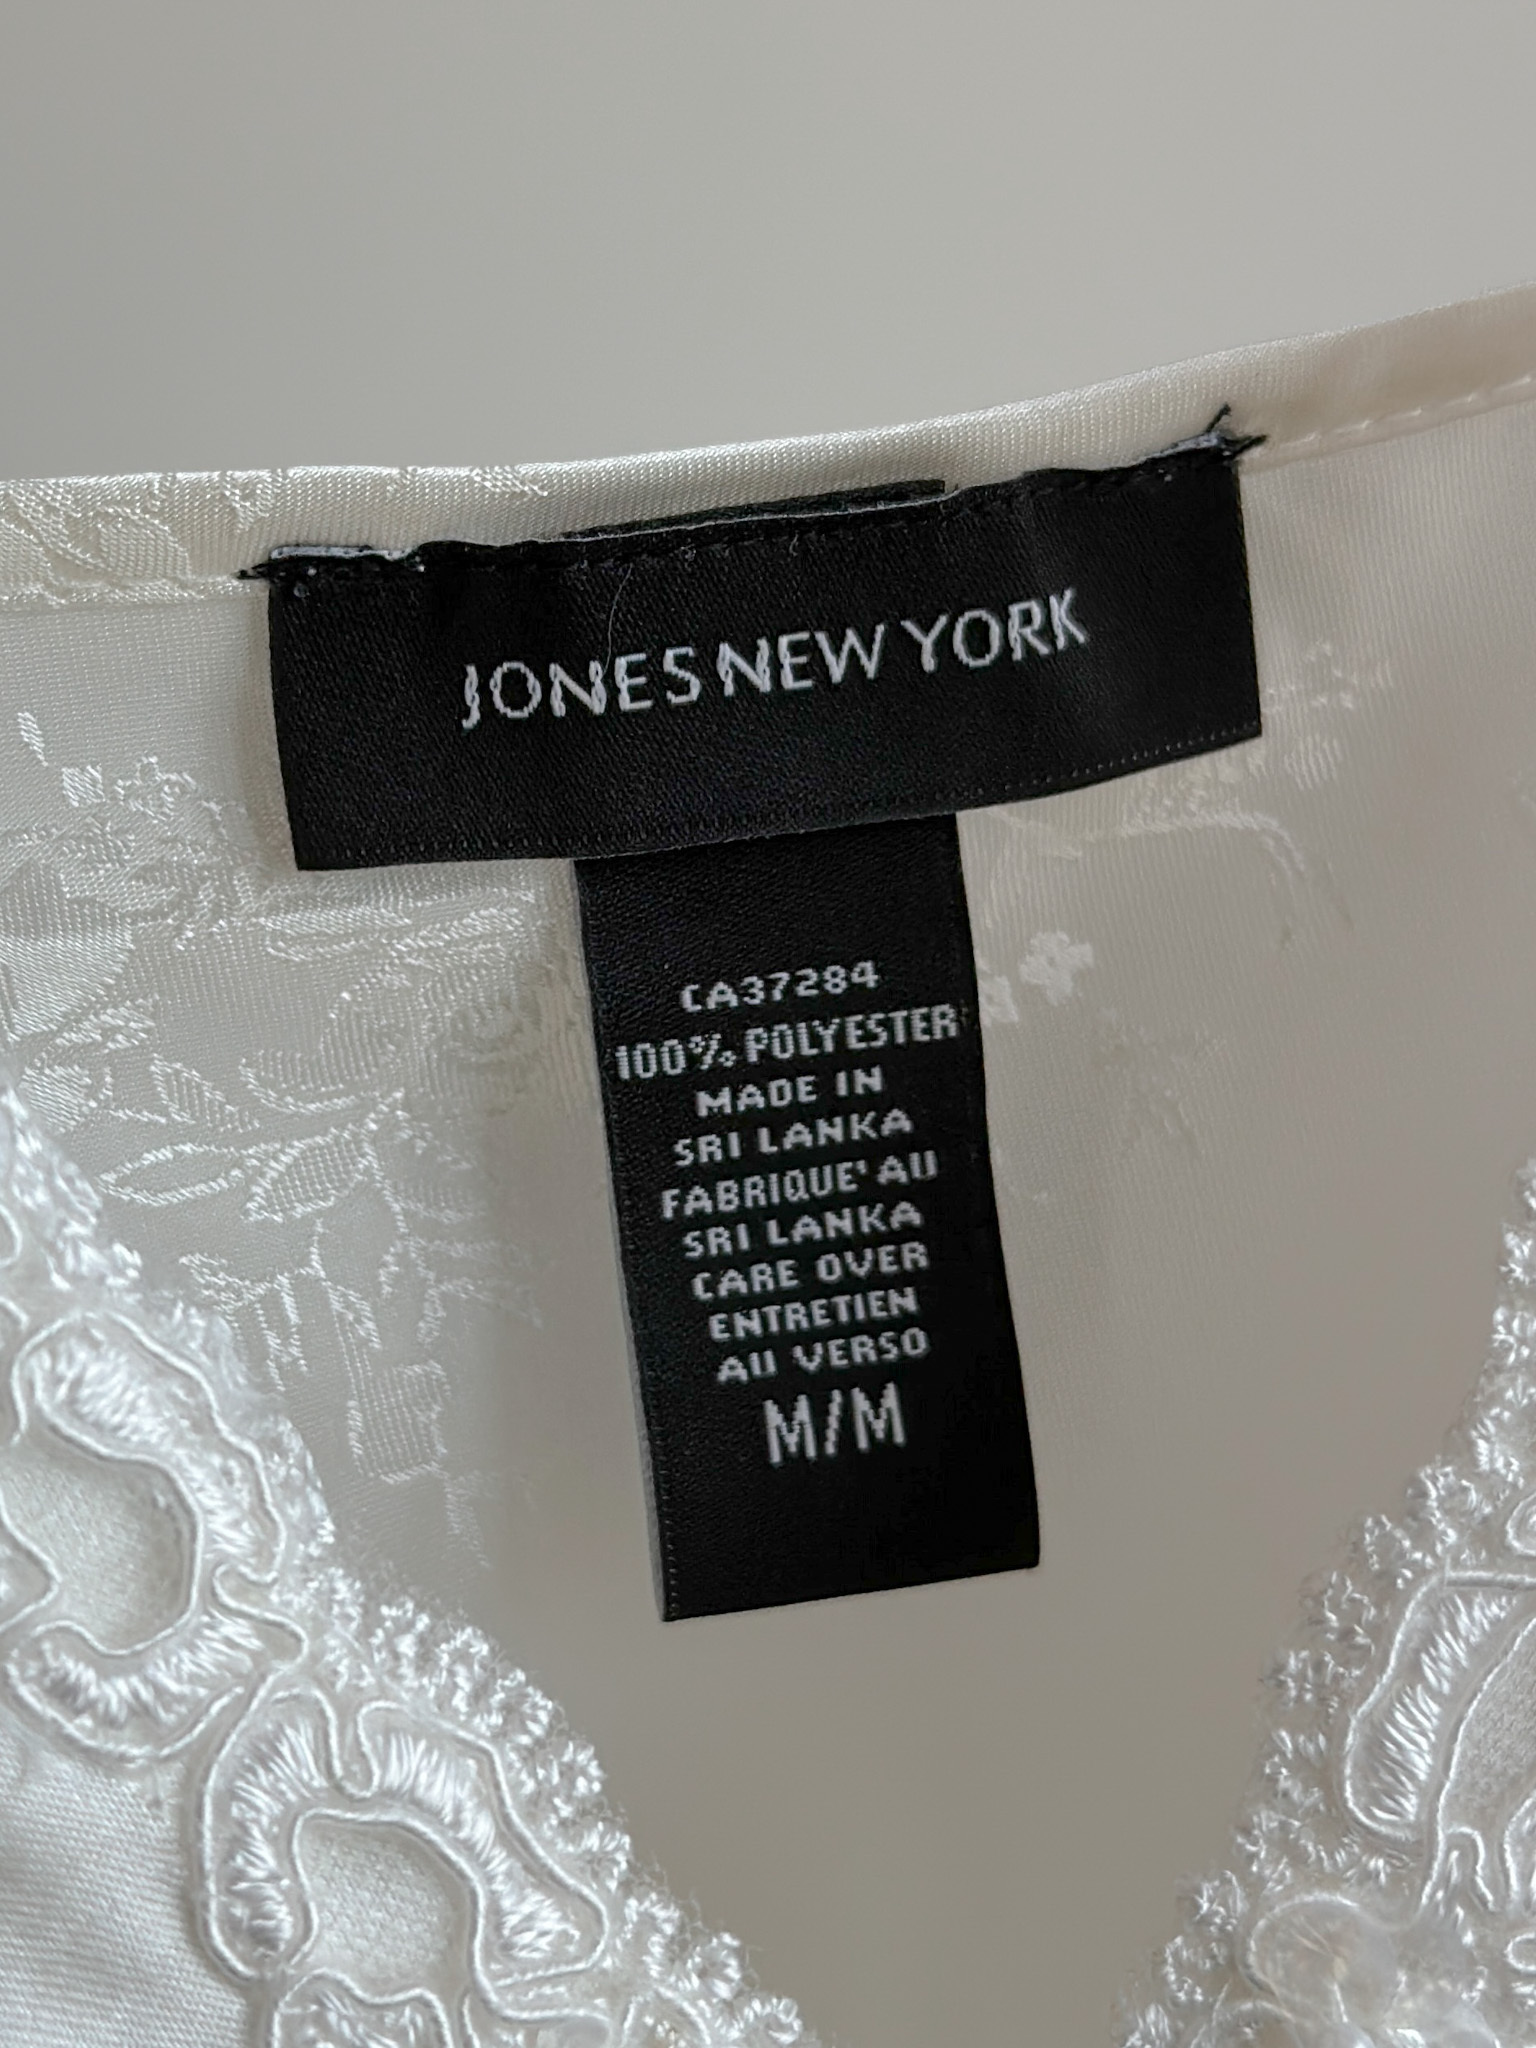 JONES NEW YORK
CA37284
100% POLYESTER
MADE IN
SRI LANKA
FABRIQUE' AU
SRI LANKA
CARE OVER
ENTRETIEN
AU VERSO
M/M